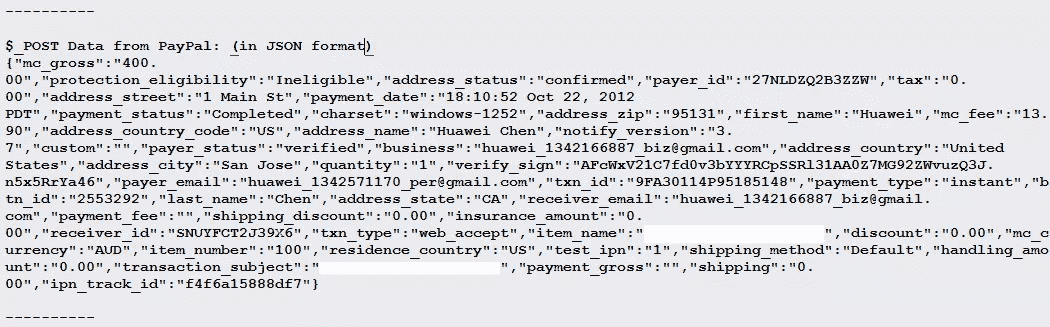 ----------
$_POST Data from PayPal: (in JSON format)
{"mc_gross":"400.
00","protection_eligibility":"Ineligible","address_status":"confirmed","payer_id":"27NLDZQ2B3ZZW","tax":"0.
00","address_street":"1 Main St","payment_date":"18:10:52 Oct 22, 2012
PDT","payment_status":"Completed","charset":"windows-1252","address_zip":"95131","first_name":"Huawei","mc_fee":"13.
90","address_country_code":"US","address_name":"Huawei Chen","notify_version":"3.
7","custom":"","payer_status":"verified","business":"huawei_1342166887_biz@gmail.com","address_country":"United
States","address_city":"San Jose","quantity":"1","verify_sign":"AFcWxV21C7fd0v3bYYYRCpSSRl31AA0Z7MG92ZWvuzQ3J.
n5x5RrYa46","payer_email":"huawei_1342571170_per@gmail.com","txn_id":"9FA30114P95185148","payment_type":"instant","b
tn_id":"2553292","last_name":"Chen","address_state":"CA","receiver_email":"huawei_1342166887_biz@gmail.
com","payment_fee":"","shipping_discount":"0.00","insurance_amount":"0.
00","receiver_id":"SNUYFCT2J39X6","txn_type":"web_accept","item_name":" ","discount":"0.00","mc_c
urrency":"AUD","item_number":"100","residence_country":"US","test_ipn":"1","shipping_method":"Default","handling_amo
unt":"0.00","transaction_subject":" ","payment_gross":"","shipping":"0.
00","ipn_track_id":"f4f6a15888df7"}
----------